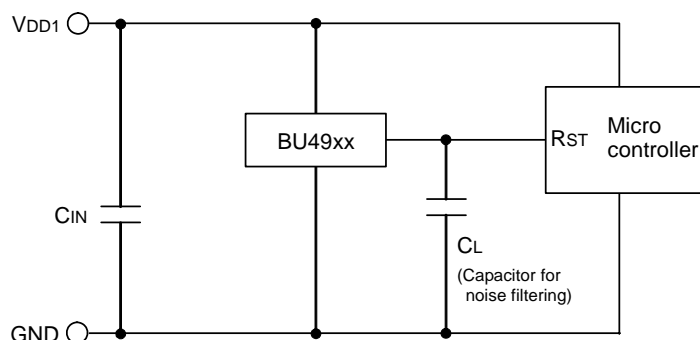 VDD1
BU49xx
RST
Micro
controller
CIN
CL
(Capacitor for
noise filtering)
GND